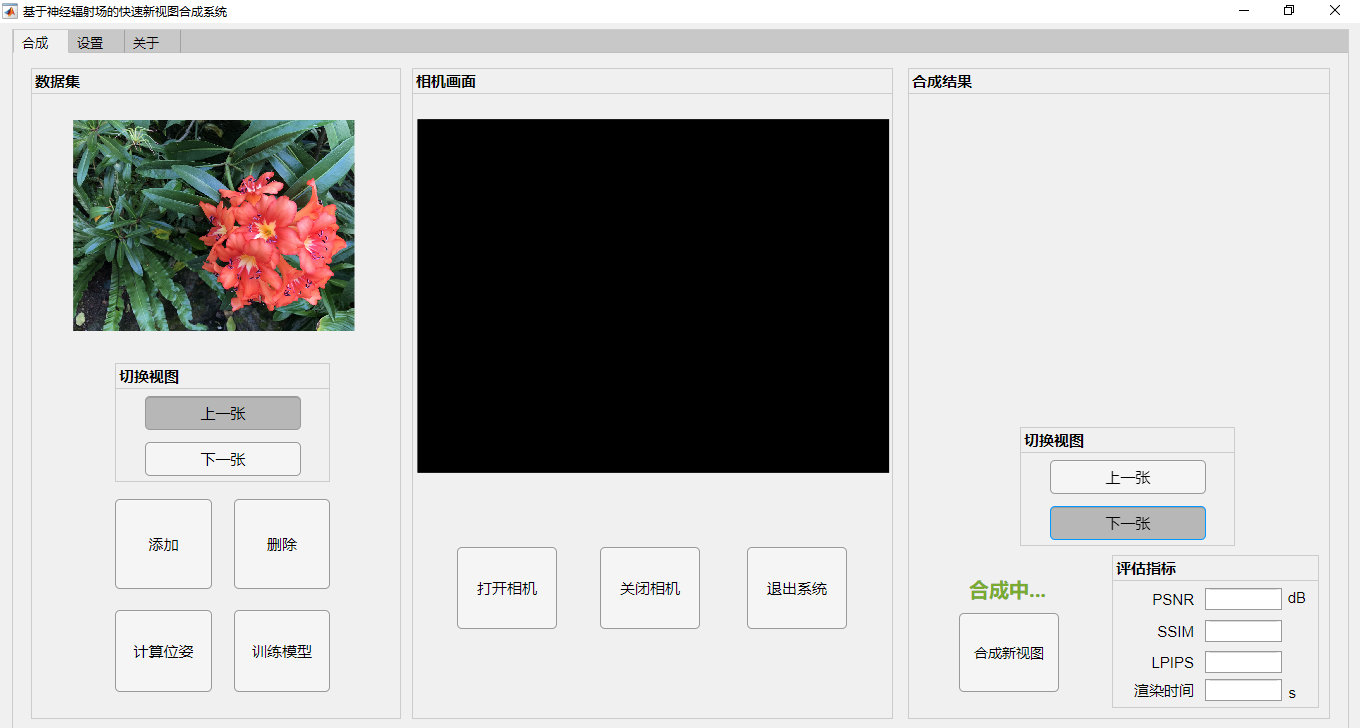 基于神经辐射场的快速新视图合成系统
合成 设置 关于
数据集
切换视图
上一张
下一张
添加 删除
计算位姿 训练模型
相机画面
打开相机 关闭相机 退出系统
合成结果
切换视图
上一张
下一张
合成中...
合成新视图
评估指标
PSNR dB
SSIM
LPIPS
渲染时间 s